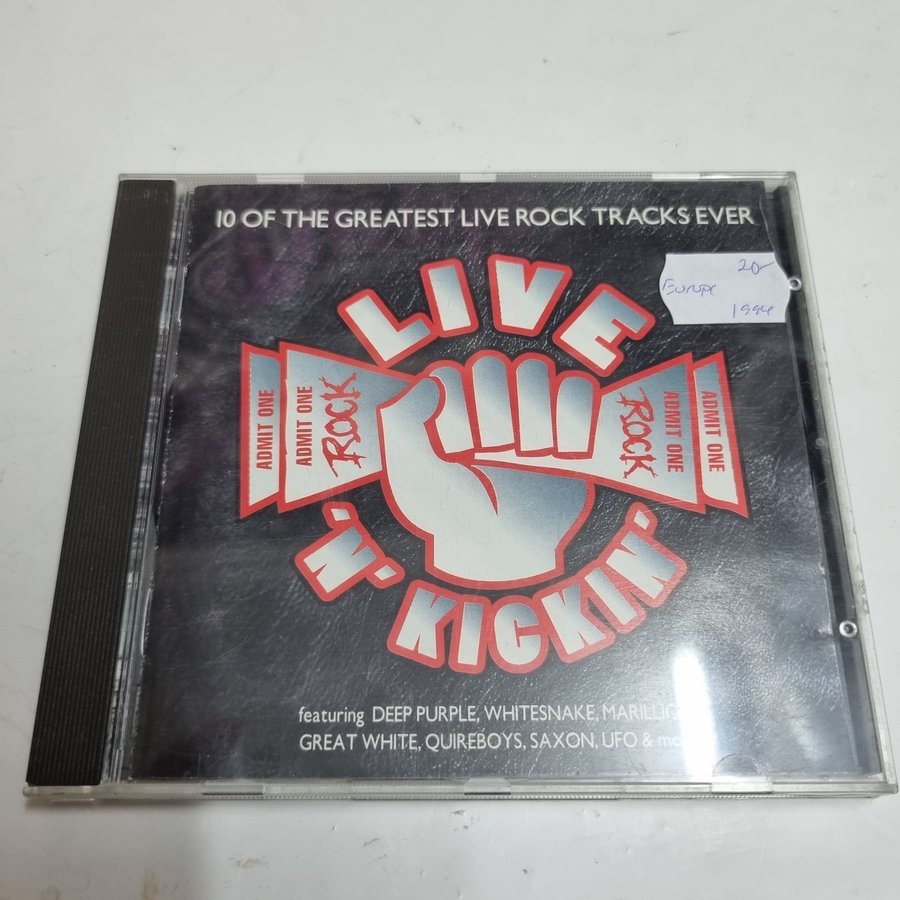 10 OF THE GREATEST LIVE ROCK TRACKS EVER
20-
Europe
1994
LIVE
ADMIT ONE
ADMIT ONE
ROCK
ROCK
ADMIT ONE
ADMIT ONE
'N'
KICKIN'
featuring DEEP PURPLE, WHITESNAKE,
GREAT WHITE, QUIREBOYS, SAXON, UFO &